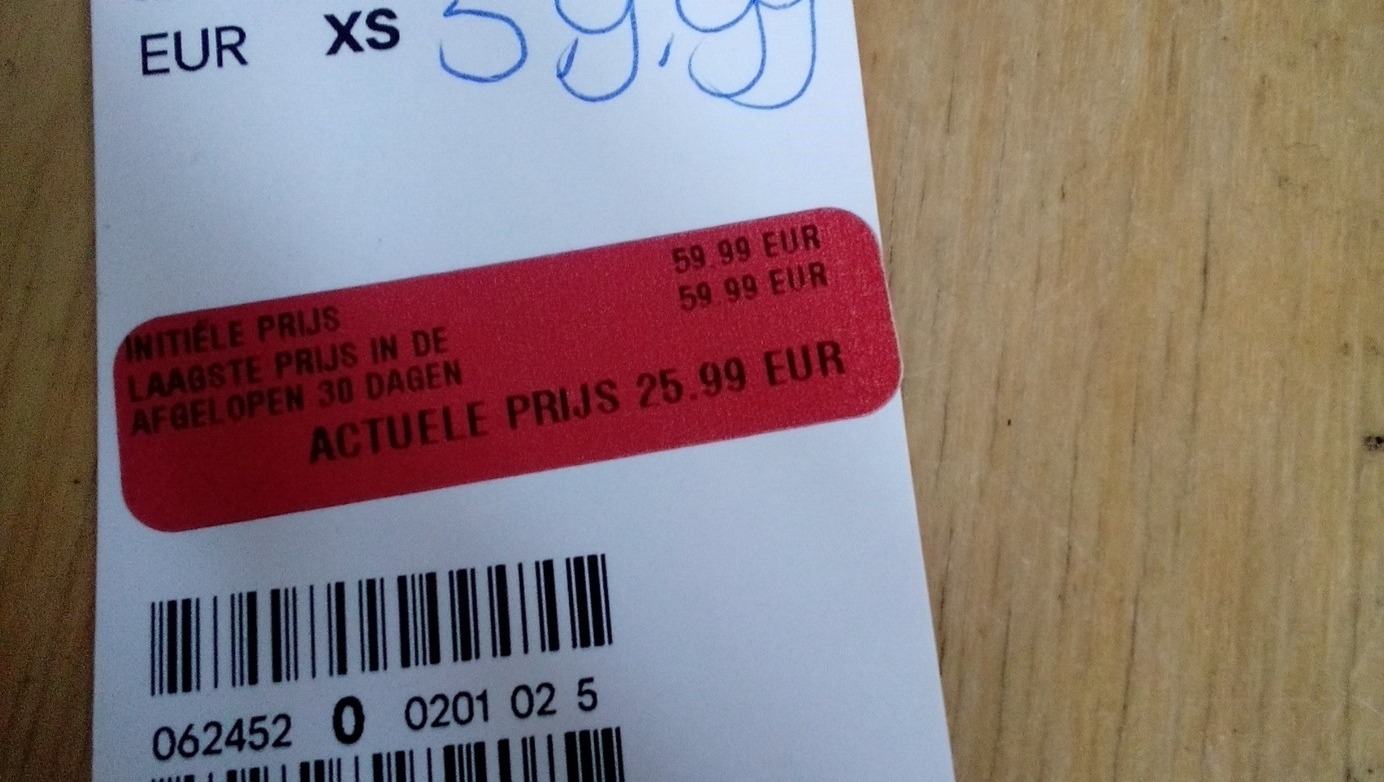 EUR XS 59,99
INITIËLE PRIJS 59.99 EUR
LAAGSTE PRIJS IN DE 59.99 EUR
AFGELOPEN 30 DAGEN
ACTUELE PRIJS 25.99 EUR
062452 0 0201 02 5